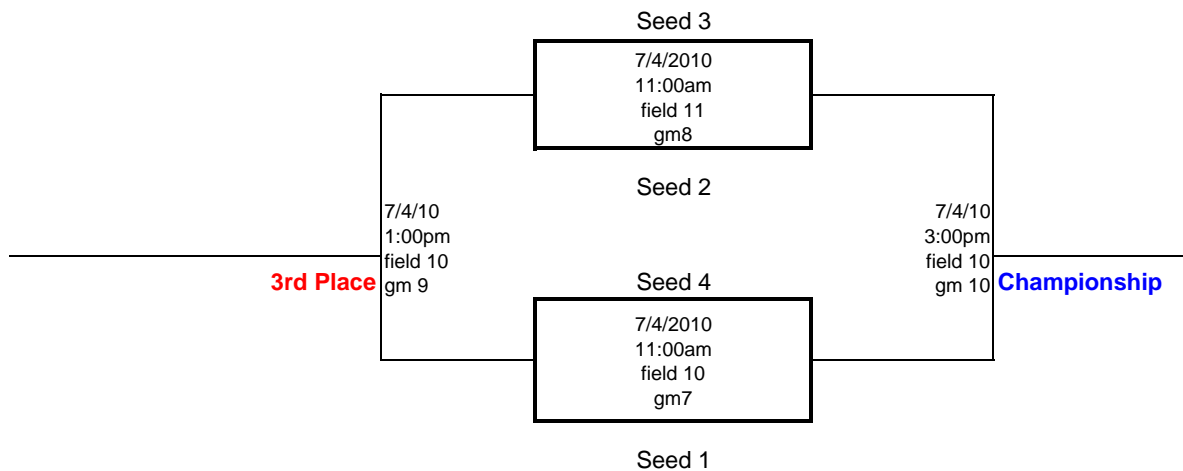 Seed 3
7/4/2010
11:00am
field 11
gm8
Seed 2
7/4/10
1:00pm
field 10
gm 9
3rd Place
7/4/10
3:00pm
field 10
gm 10
Championship
Seed 4
7/4/2010
11:00am
field 10
gm7
Seed 1